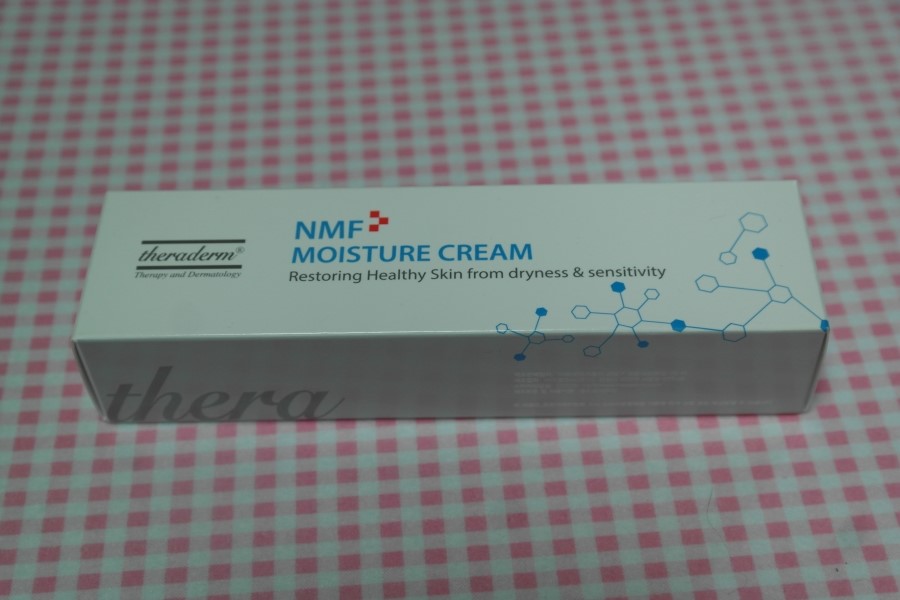 theraderm®
Therapy and Dermatology
NMF
MOISTURE CREAM
Restoring Healthy Skin from dryness & sensitivity
thera